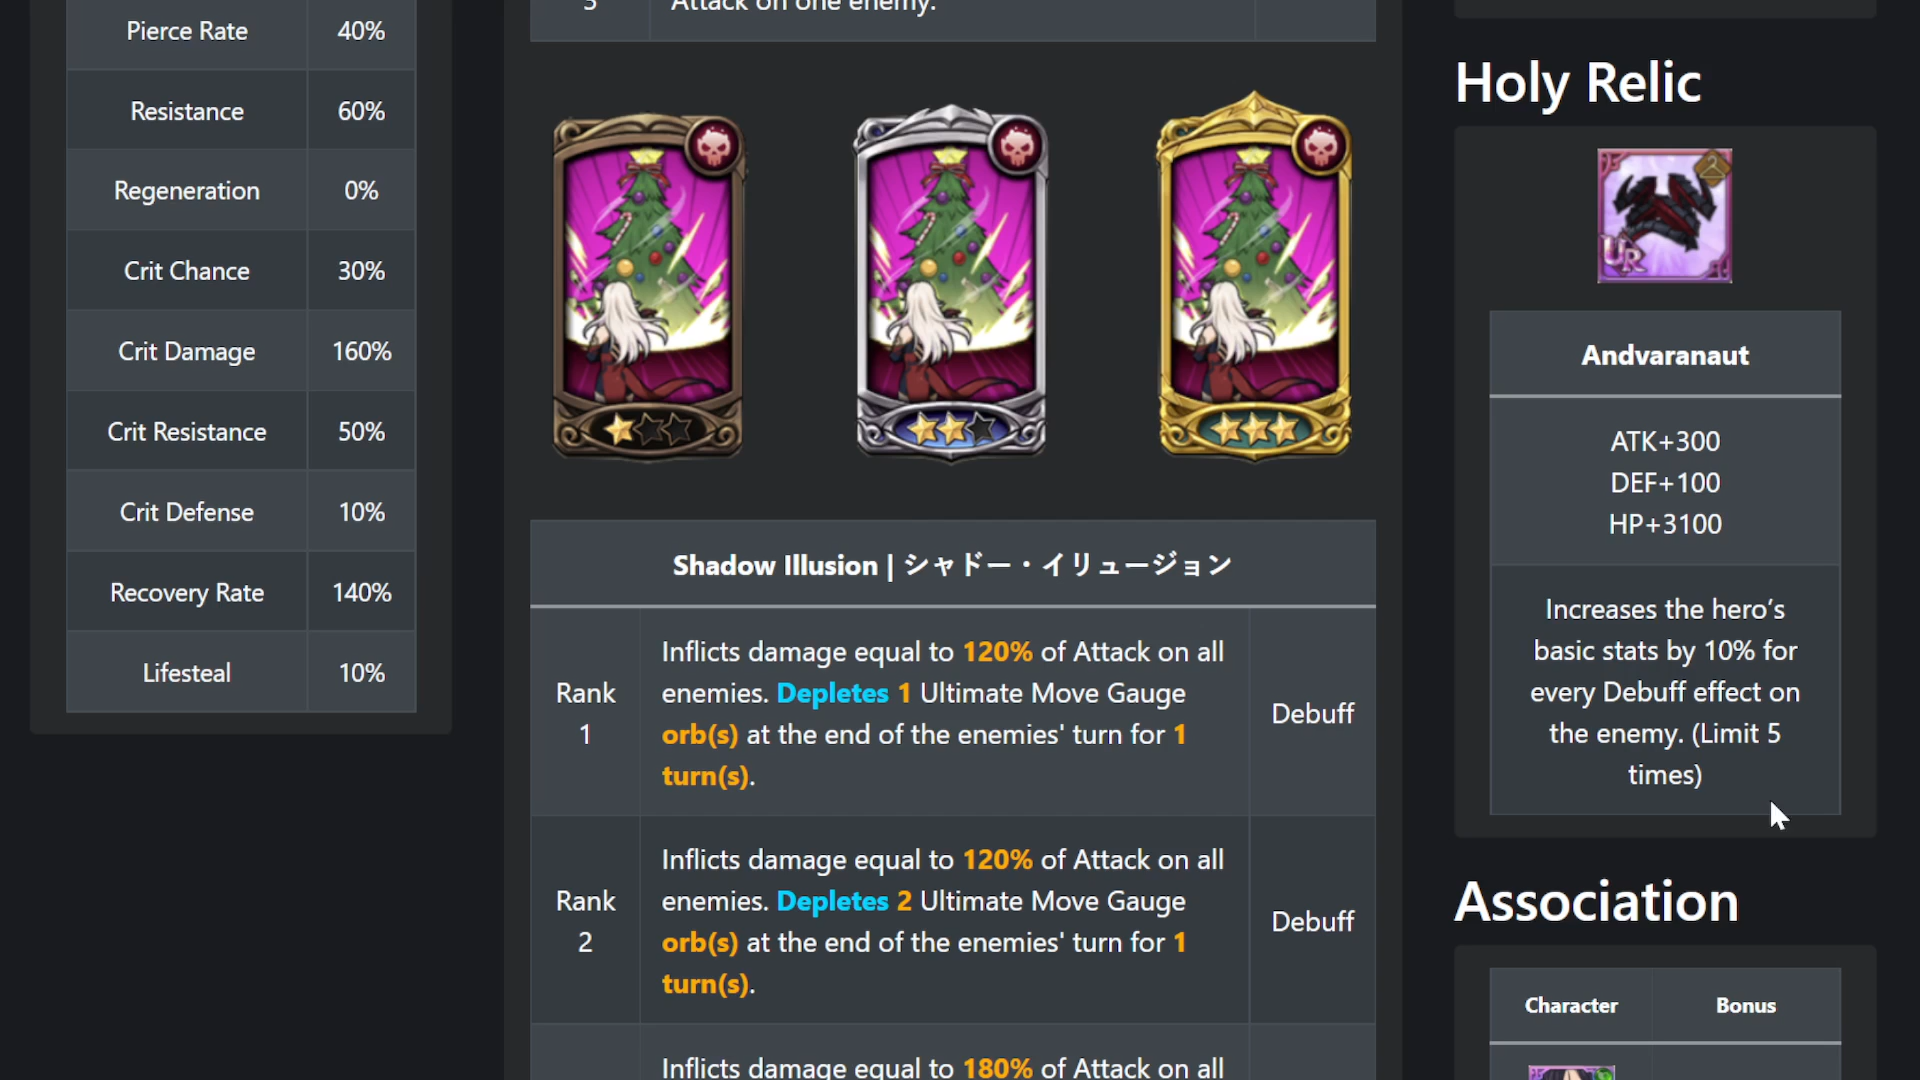 Pierce Rate 40%
Resistance 60%
Regeneration 0%
Crit Chance 30%
Crit Damage 160%
Crit Resistance 50%
Crit Defense 10%
Recovery Rate 140%
Lifesteal 10%
3 Attack on one enemy.
Shadow Illusion | シャドー・イリュージョン
Rank 1
Inflicts damage equal to 120% of Attack on all
enemies. Depletes 1 Ultimate Move Gauge
orb(s) at the end of the enemies' turn for 1
turn(s).
Debuff
Rank 2
Inflicts damage equal to 120% of Attack on all
enemies. Depletes 2 Ultimate Move Gauge
orb(s) at the end of the enemies' turn for 1
turn(s).
Debuff
Inflicts damage equal to 180% of Attack on all
Holy Relic
2
UR
Andvaranaut
ATK+300
DEF+100
HP+3100
Increases the hero's
basic stats by 10% for
every Debuff effect on
the enemy. (Limit 5
times)
Association
Character Bonus